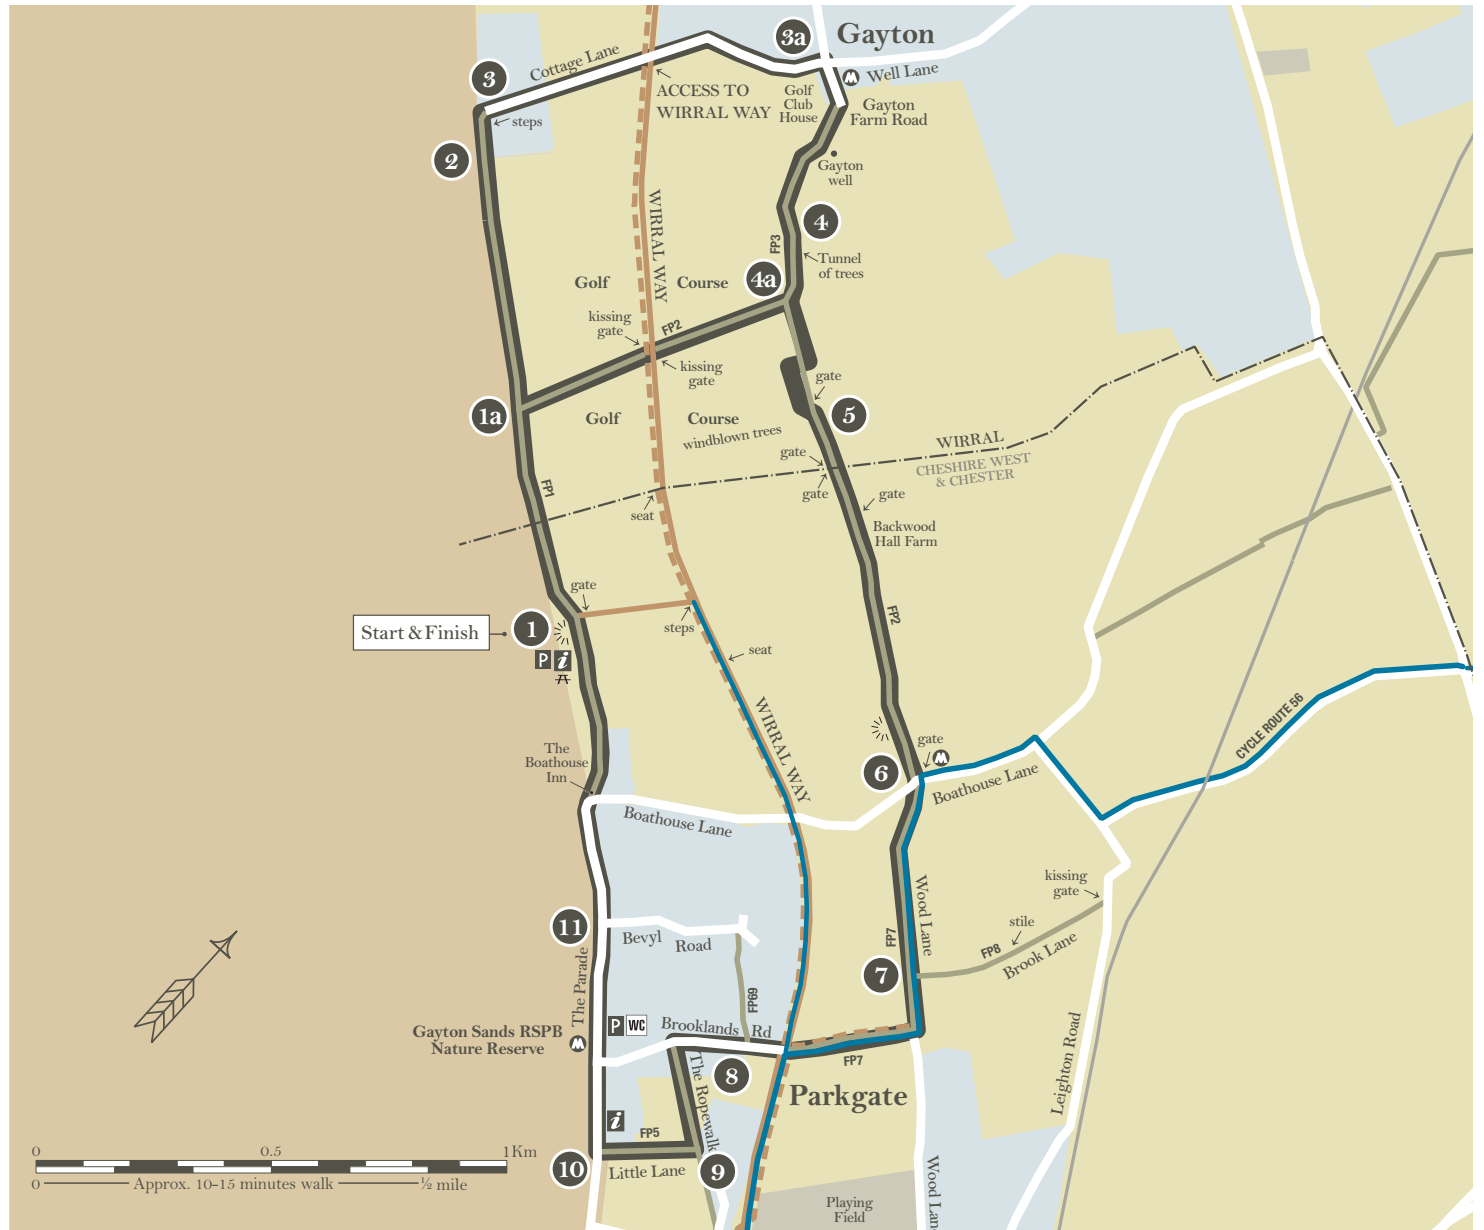 3a
Gayton
3
Cottage Lane
M
Well Lane
ACCESS TO
WIRRAL WAY
Golf
Club
House
Gayton
Farm Road
steps
2
Gayton
well
WIRRAL WAY
4
FP3
Tunnel
of trees
4a
Golf
Course
kissing
gate
FP2
kissing
gate
gate
1a
Golf
Course
5
windblown trees
WIRRAL
CHESHIRE WEST
& CHESTER
gate
gate
gate
FP1
seat
Backwood
Hall Farm
gate
FP2
Start & Finish
1
steps
P
i
seat
WIRRAL WAY
CYCLE ROUTE 56
The
Boathouse
Inn
gate
M
6
Boathouse Lane
Boathouse Lane
kissing
gate
Wood Lane
stile
11
Bevyl
Road
FP7
FP8
Brook Lane
The Parade
7
FP69
Gayton Sands RSPB
Nature Reserve
M
P
WC
Brooklands
Rd
FP7
The Ropewalk
8
Leighton Road
Parkgate
i
FP5
0
0.5
1Km
10
Little Lane
9
0
Approx. 10-15 minutes walk
½ mile
Wood Lan
Playing
Field